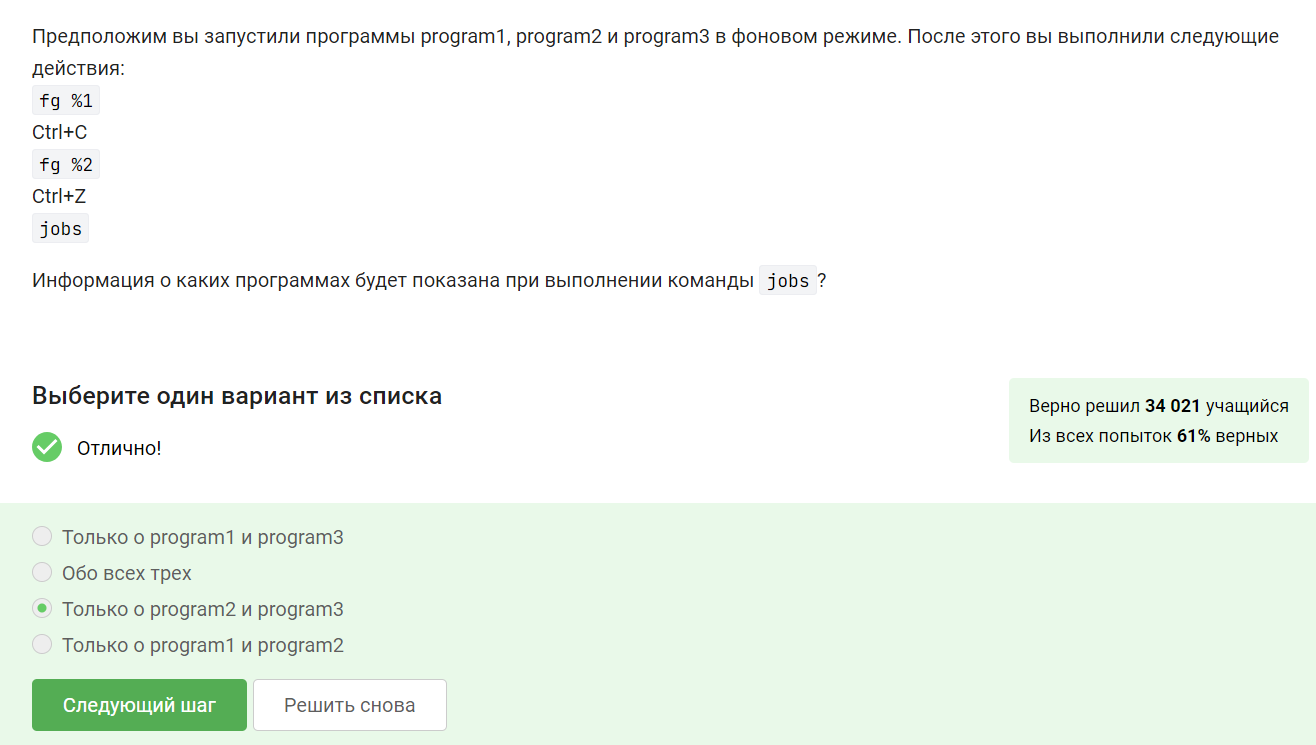 Предположим вы запустили программы program1, program2 и program3 в фоновом режиме. После этого вы выполнили следующие
действия:
fg %1
Ctrl+C
fg %2
Ctrl+Z
jobs
Информация о каких программах будет показана при выполнении команды jobs?
Выберите один вариант из списка
Верно решил 34 021 учащийся
Из всех попыток 61% верных
Отлично!
Только о program1 и program3
Обо всех трех
Только о program2 и program3
Только о program1 и program2
Следующий шаг
Решить снова